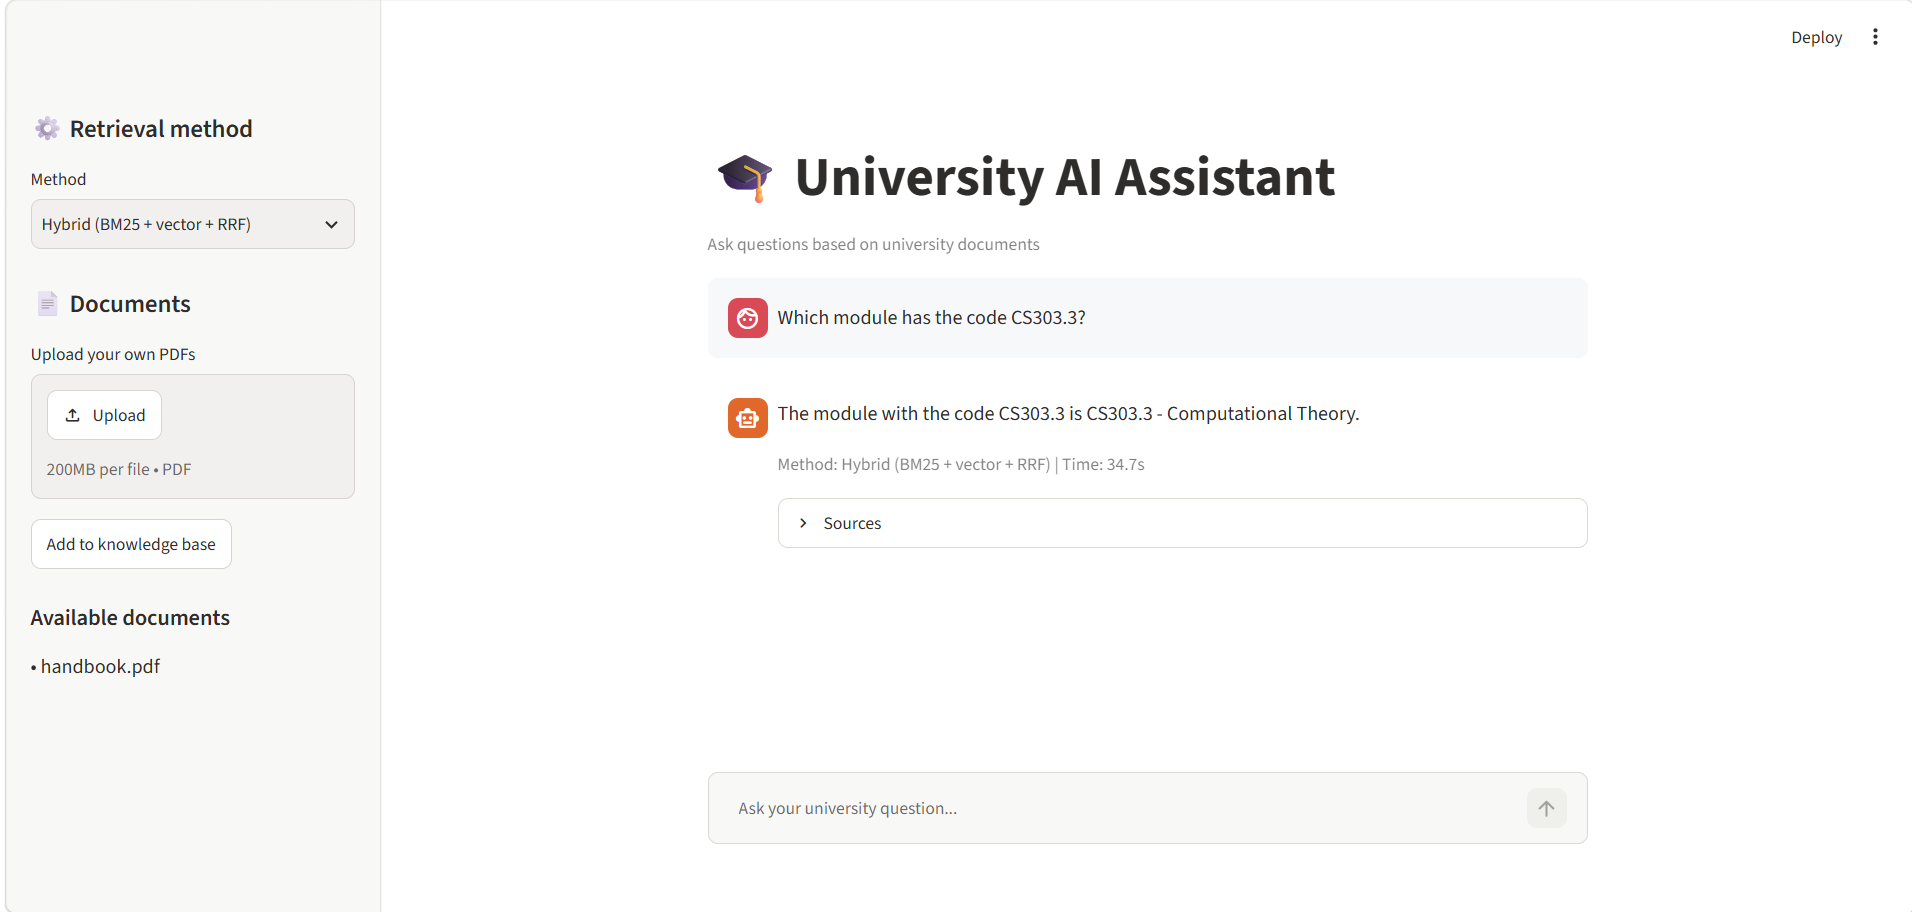 Deploy
Retrieval method
Method
Hybrid (BM25 + vector + RRF)
Documents
Upload your own PDFs
Upload
200MB per file • PDF
Add to knowledge base
Available documents
• handbook.pdf
University AI Assistant
Ask questions based on university documents
Which module has the code CS303.3?
The module with the code CS303.3 is CS303.3 - Computational Theory.
Method: Hybrid (BM25 + vector + RRF) | Time: 34.7s
Sources
Ask your university question...